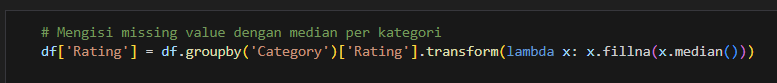 # Mengisi missing value dengan median per kategori
df['Rating'] = df.groupby('Category')['Rating'].transform(lambda x: x.fillna(x.median()))